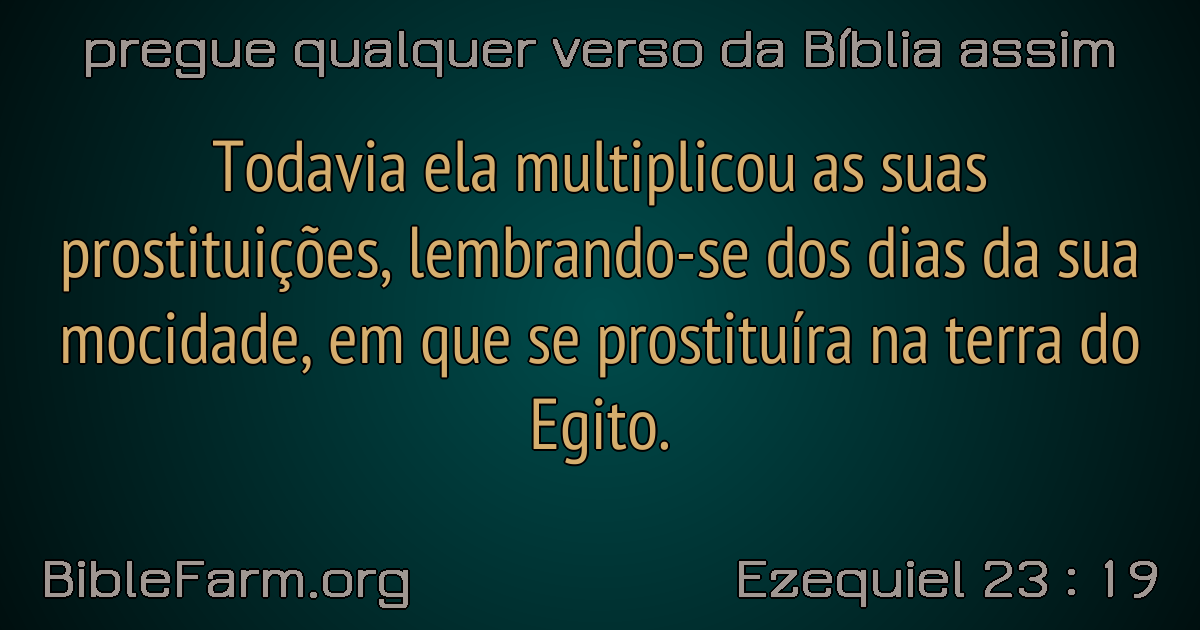 pregue qualquer verso da Bíblia assim
Todavia ela multiplicou as suas
prostituições, lembrando-se dos dias da sua
mocidade, em que se prostituíra na terra do
Egito.
BibleFarm.org
Ezequiel 23 : 19